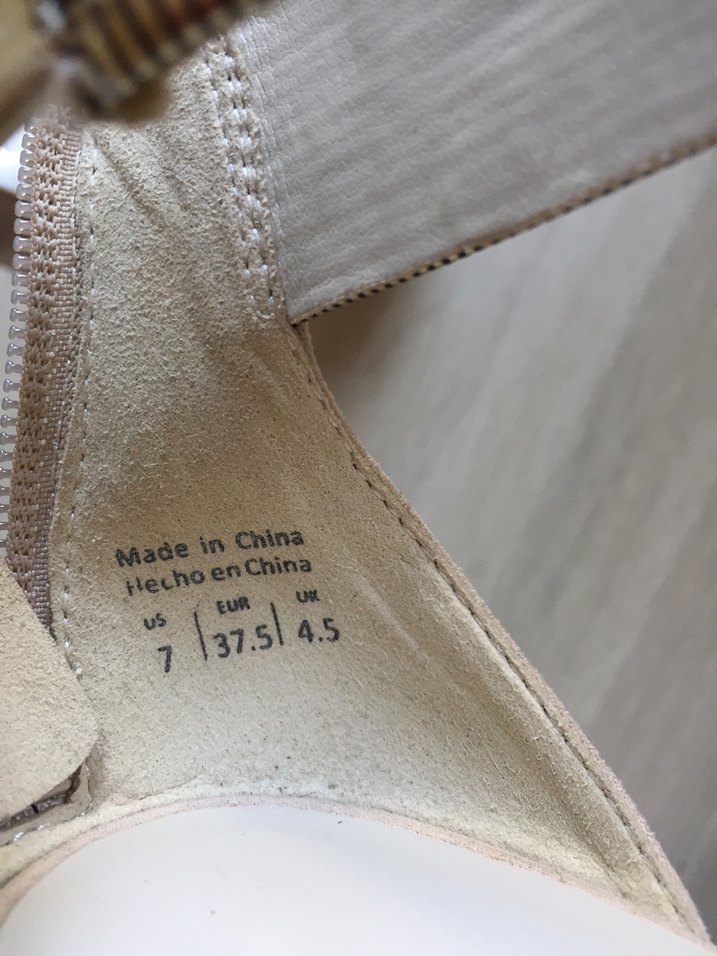 Made in China
Hecho en China
US EUR UK
7 | 37.5 | 4.5